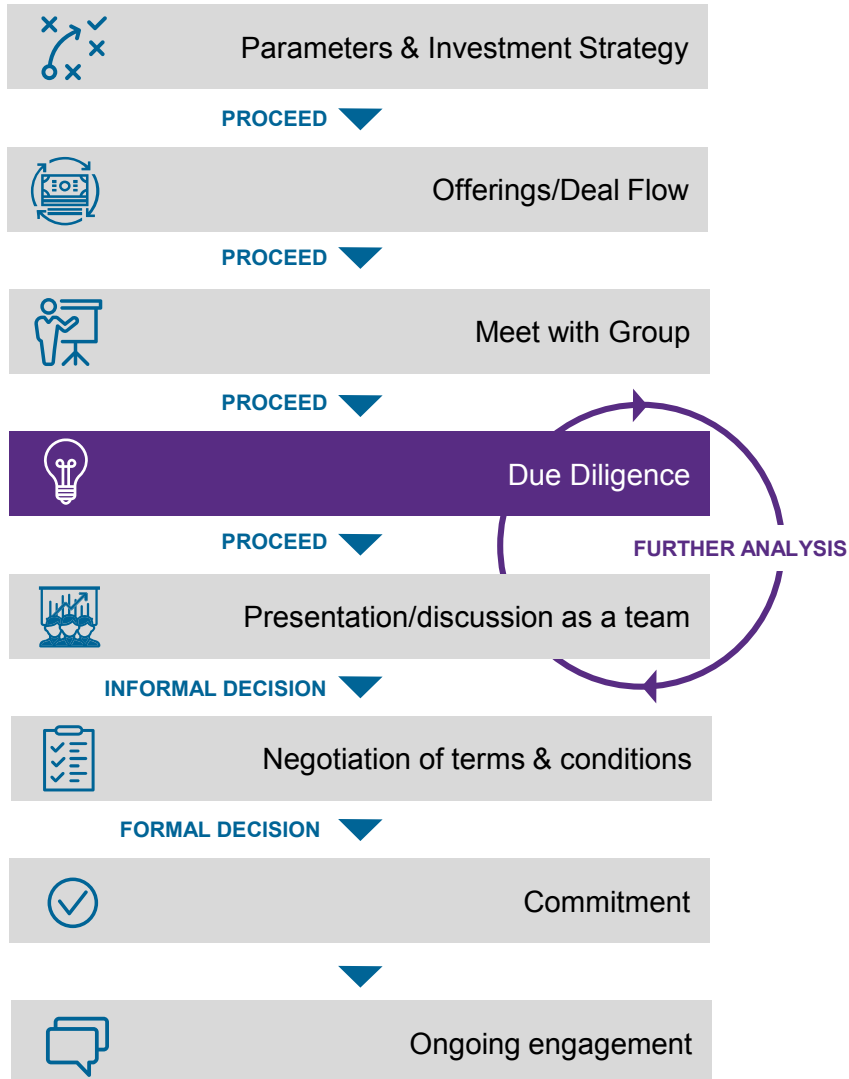 Parameters & Investment Strategy
PROCEED
Offerings/Deal Flow
PROCEED
Meet with Group
PROCEED
Due Diligence
PROCEED
FURTHER ANALYSIS
Presentation/discussion as a team
INFORMAL DECISION
Negotiation of terms & conditions
FORMAL DECISION
Commitment
Ongoing engagement